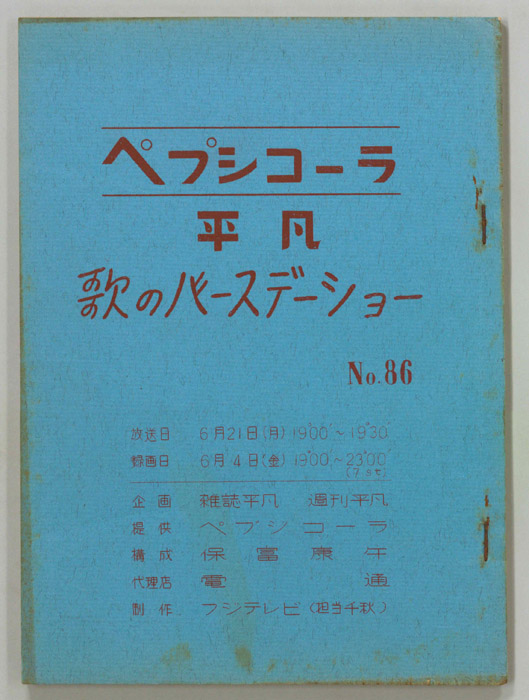 ペプシコーラ
平凡
歌のバースデーショー
No.86
放送日 6月21日(月) 19'00"~19'30"
録画日 6月4日(金) 19'00"~23'00"
(7st)
企画 雑誌平凡 週刊平凡
提供 ペプシコーラ
構成 保富康午
代理店 電通
制作 フジテレビ(担当千秋)